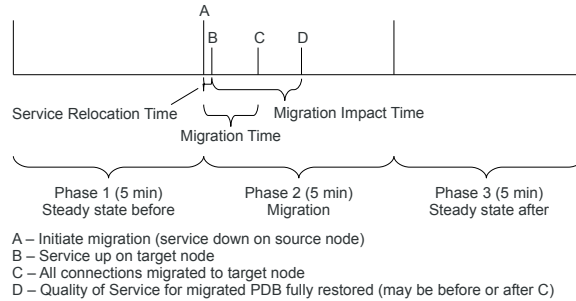 A
B
C
D
Service Relocation Time
Migration Impact Time
Migration Time
Phase 1 (5 min)
Steady state before
Phase 2 (5 min)
Migration
Phase 3 (5 min)
Steady state after
A – Initiate migration (service down on source node)
B – Service up on target node
C – All connections migrated to target node
D – Quality of Service for migrated PDB fully restored (may be before or after C)